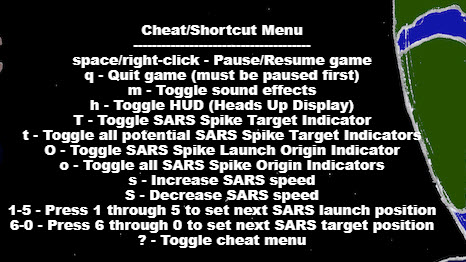 Cheat/Shortcut Menu
-----------------------------------
space/right-click - Pause/Resume game
q - Quit game (must be paused first)
m - Toggle sound effects
h - Toggle HUD (Heads Up Display)
T - Toggle SARS Spike Target Indicator
t - Toggle all potential SARS Spike Target Indicators
O - Toggle SARS Spike Launch Origin Indicator
o - Toggle all SARS Spike Origin Indicators
s - Increase SARS speed
S - Decrease SARS speed
1-5 - Press 1 through 5 to set next SARS launch position
6-0 - Press 6 through 0 to set next SARS target position
? - Toggle cheat menu